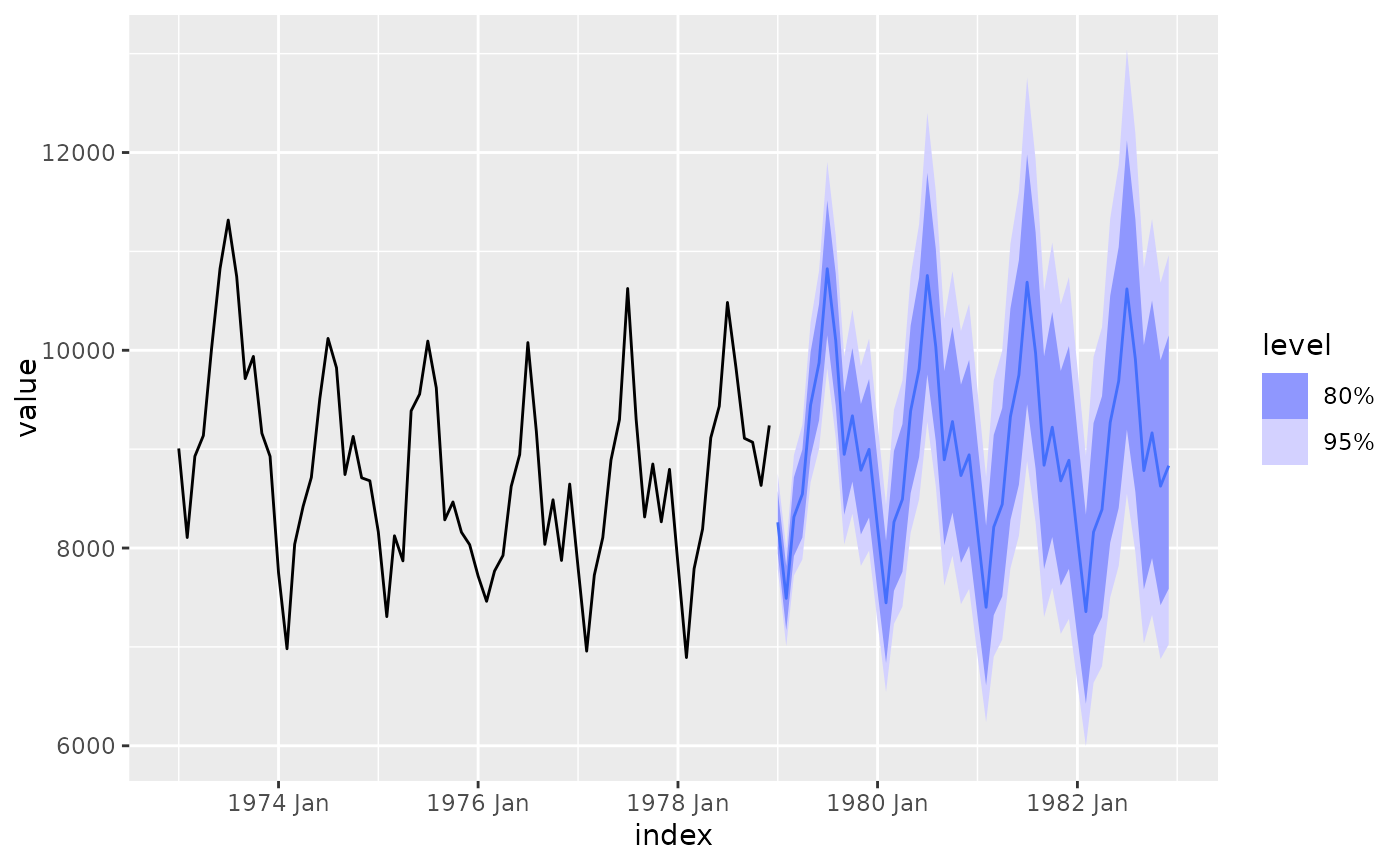 value
12000
10000
8000
6000
1974 Jan
1976 Jan
1978 Jan
1980 Jan
1982 Jan
index
level
80%
95%